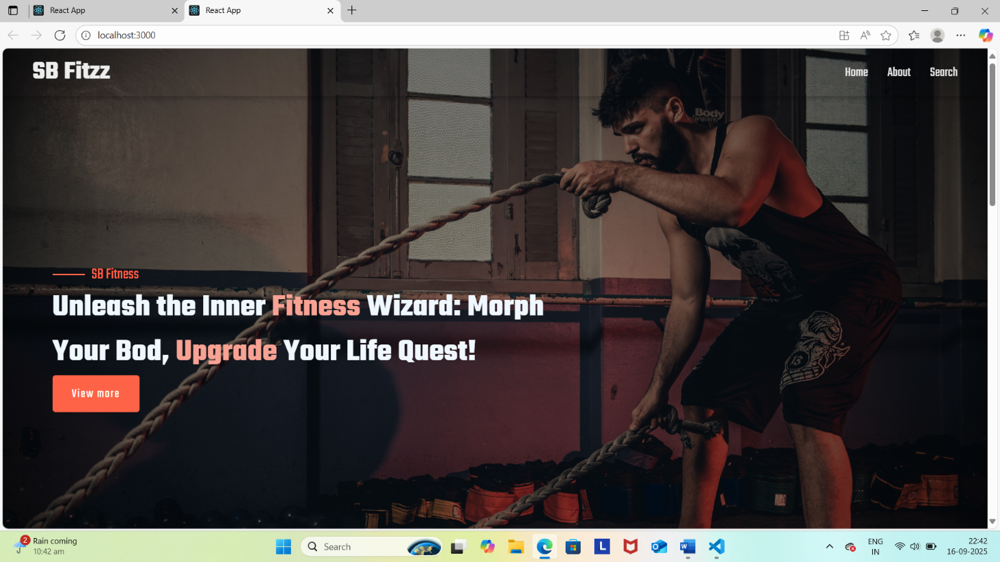 React App
React App
localhost:3000
SB Fitzz
Home About Search
Body
SB Fitness
Unleash the Inner Fitness Wizard: Morph
Your Bod, Upgrade Your Life Quest!
View more
2
Rain coming
10:42 am
Search
L
ENG
IN
22:42
16-09-2025